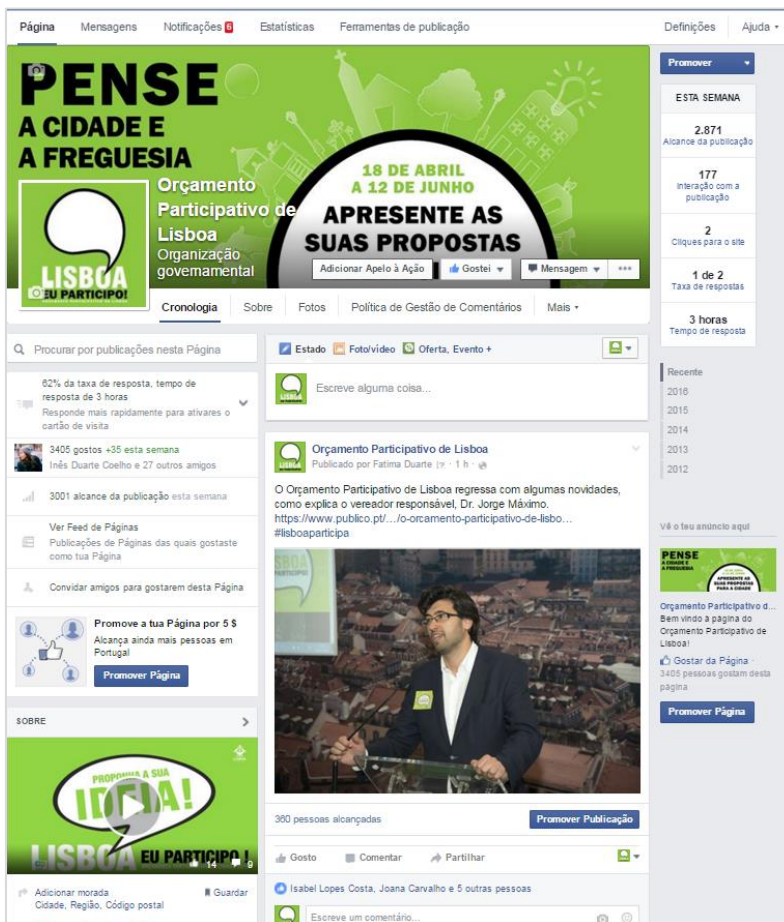 Página Mensagens Notificações 6 Estatísticas Ferramentas de publicação Definições Ajuda
PENSE
A CIDADE E
A FREGUESIA
18 DE ABRIL
A 12 DE JUNHO
APRESENTE AS
SUAS PROPOSTAS
LISBOA
EU PARTICIPO!
Orçamento
Participativo de
Lisboa
Organização
governamental
Adicionar Apelo à Ação Gostei Mensagem •••
Cronologia Sobre Fotos Política de Gestão de Comentários Mais
Promover
ESTA SEMANA
2.871
Alcance da publicação
177
Interação com a
publicação
2
Cliques para o site
1 de 2
Taxa de respostas
3 horas
Tempo de resposta
Recente
2016
2015
2014
2013
2012
Procurar por publicações nesta Página
62% da taxa de resposta, tempo de
resposta de 3 horas
Responde mais rapidamente para ativares o
cartão de visita
3405 gostos +35 esta semana
Inês Duarte Coelho e 27 outros amigos
3001 alcance da publicação esta semana
Ver Feed de Páginas
Publicações de Páginas das quais gostaste
como tua Página
Convidar amigos para gostarem desta Página
Promove a tua Página por 5 $
Alcança ainda mais pessoas em
Portugal
Promover Página
SOBRE
PROPONHA A SUA
IDEIA!
LISBOA EU PARTICIPO !
14 9
Adicionar morada Guardar
Cidade, Região, Código postal
Estado Foto/vídeo Oferta, Evento +
LISBOA
Escreve alguma coisa...
LISBOA
Orçamento Participativo de Lisboa
Publicado por Fatima Duarte [?] · 1 h ·
O Orçamento Participativo de Lisboa regressa com algumas novidades,
como explica o vereador responsável, Dr. Jorge Máximo.
https://www.publico.pt/.../o-orcamento-participativo-de-lisbo...
#lisboaparticipa
360 pessoas alcançadas Promover Publicação
Gosto Comentar Partilhar
Isabel Lopes Costa, Joana Carvalho e 5 outras pessoas
Escreve um comentário...
Vê o teu anúncio aqui
PENSE
A CIDADE E
A FREGUESIA
APRESENTE AS
SUAS PROPOSTAS
PARA A CIDADE
Orçamento Participativo d...
Bem vindo à página do
Orçamento Participativo de
Lisboa!
Gostar da Página ·
3405 pessoas gostam desta
página
Promover Página